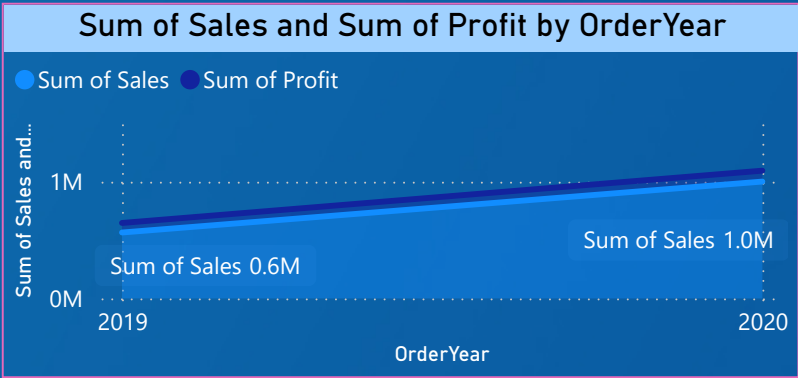 Sum of Sales and Sum of Profit by OrderYear
Sum of Sales Sum of Profit
Sum of Sales and...
1M
0M
Sum of Sales 0.6M
Sum of Sales 1.0M
2019 2020
OrderYear